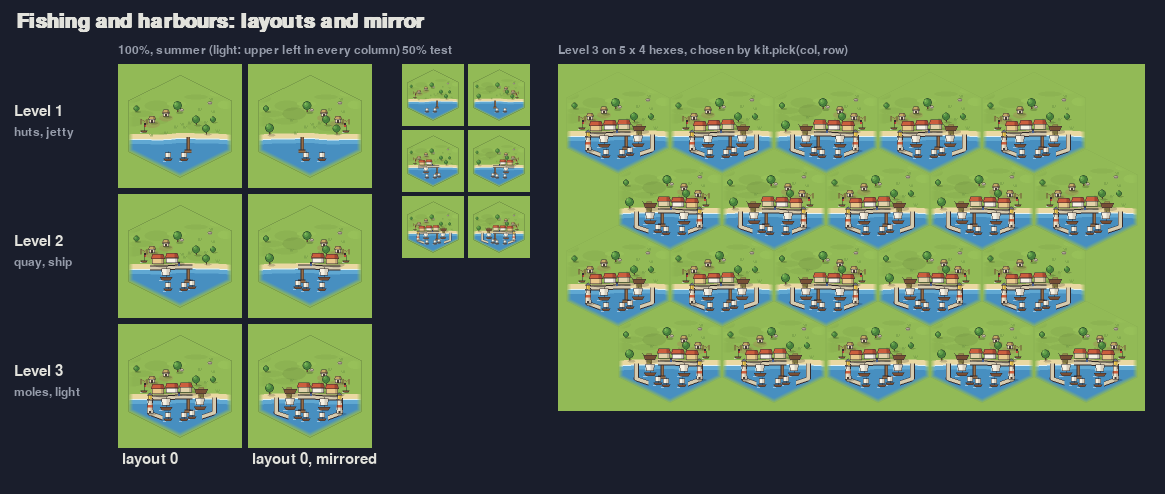 Fishing and harbours: layouts and mirror
100%, summer (light: upper left in every column) 50% test
Level 3 on 5 x 4 hexes, chosen by kit.pick(col, row)
Level 1
huts, jetty
Level 2
quay, ship
Level 3
moles, light
layout 0
layout 0, mirrored